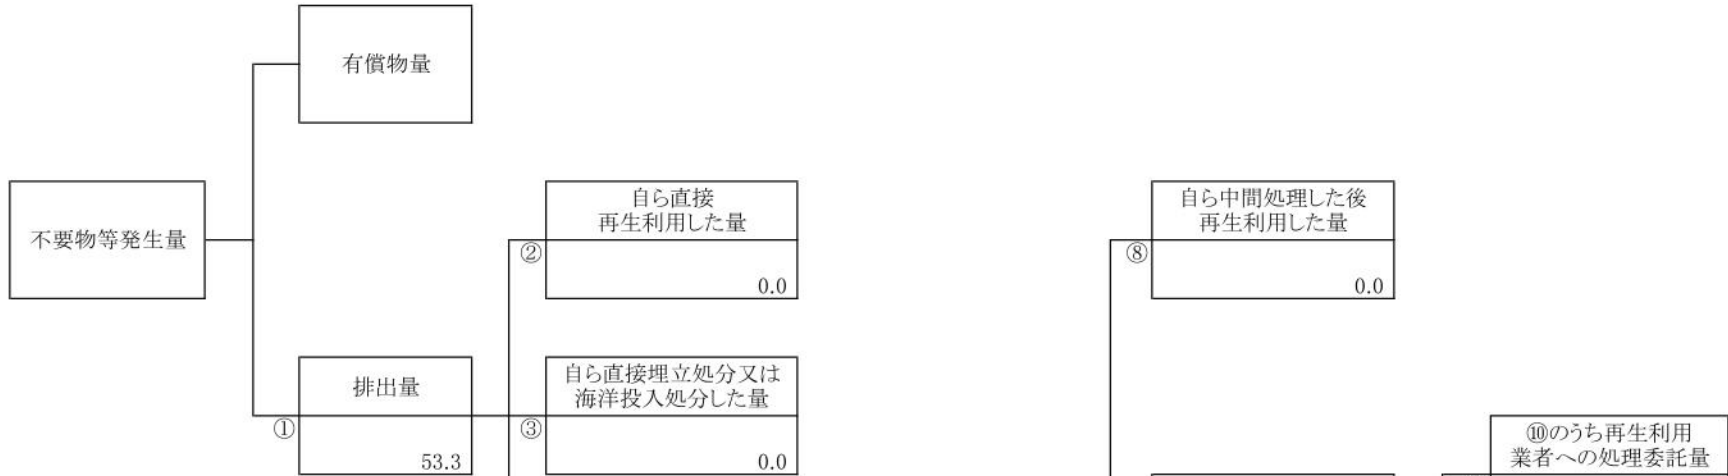 有償物量
不要物等発生量
自ら直接
再生利用した量
②
0.0
自ら中間処理した後
再生利用した量
⑧
0.0
排出量
①
53.3
自ら直接埋立処分又は
海洋投入処分した量
③
0.0
⑩のうち再生利用
業者への処理委託量